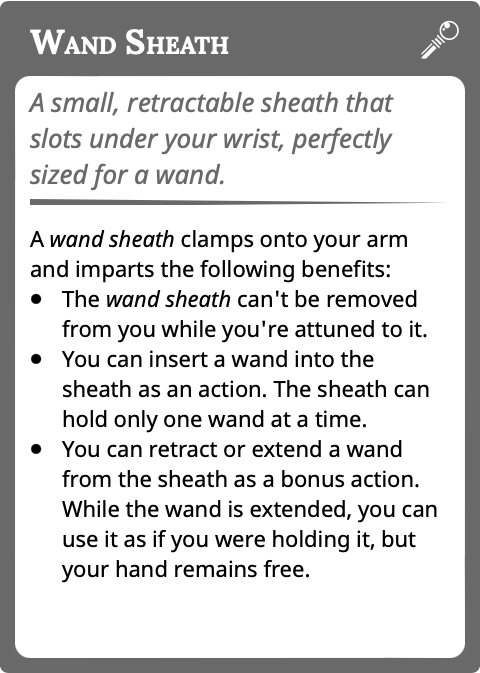 Wand Sheath
A small, retractable sheath that
slots under your wrist, perfectly
sized for a wand.
A wand sheath clamps onto your arm
and imparts the following benefits:
• The wand sheath can't be removed
from you while you're attuned to it.
• You can insert a wand into the
sheath as an action. The sheath can
hold only one wand at a time.
• You can retract or extend a wand
from the sheath as a bonus action.
While the wand is extended, you can
use it as if you were holding it, but
your hand remains free.